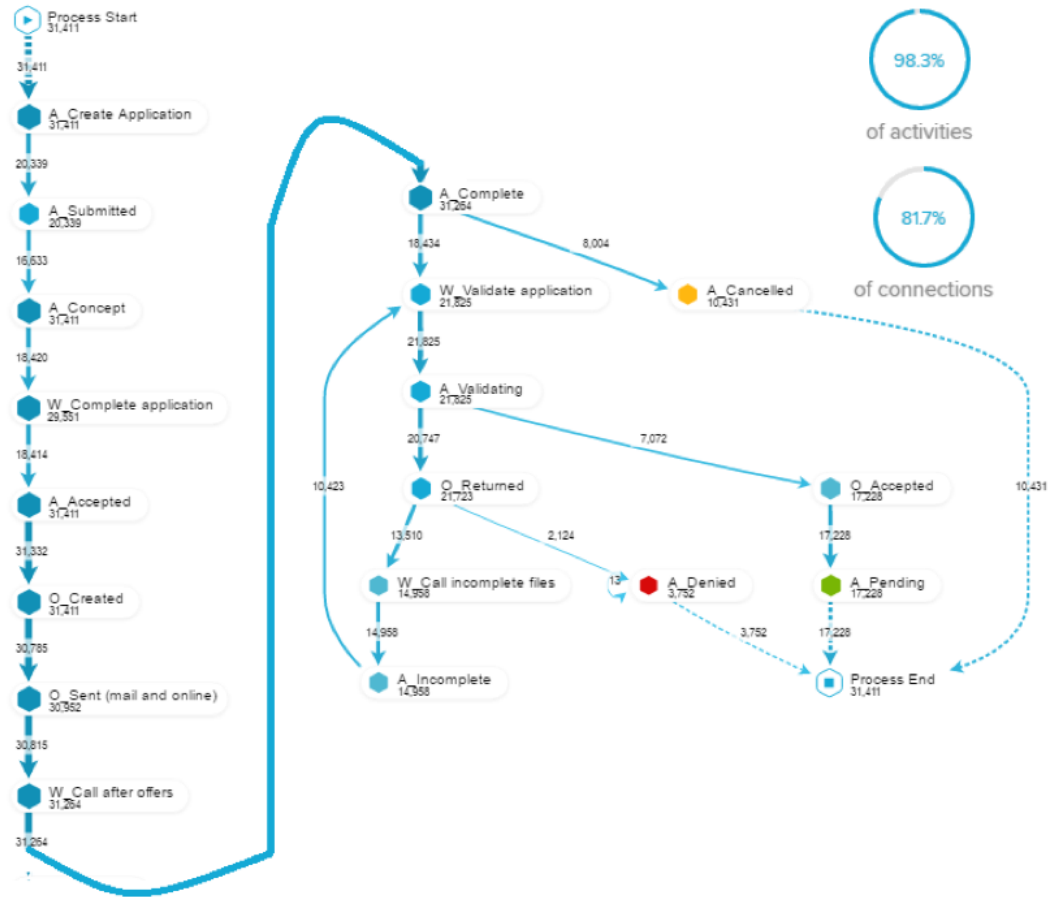 Process Start
31,411
31,411
A_Create Application
31,411
20,339
A_Submitted
20,339
16,633
A_Concept
31,411
18,420
W_Complete application
29,551
18,414
A_Accepted
31,411
31,332
O_Created
31,411
30,785
O_Sent (mail and online)
30,952
30,815
W_Call after offers
31,264
31,264
A_Complete
31,264
18,434
8,004
W_Validate application
21,825
A_Cancelled
10,431
21,825
A_Validating
21,825
20,747
7,072
O_Returned
21,723
O_Accepted
17,228
10,423
10,431
13,510
2,124
17,228
W_Call incomplete files
14,958
13
A_Denied
3,752
A_Pending
17,228
14,958
3,752
17,228
A_Incomplete
14,958
Process End
31,411
98.3%
of activities
81.7%
of connections